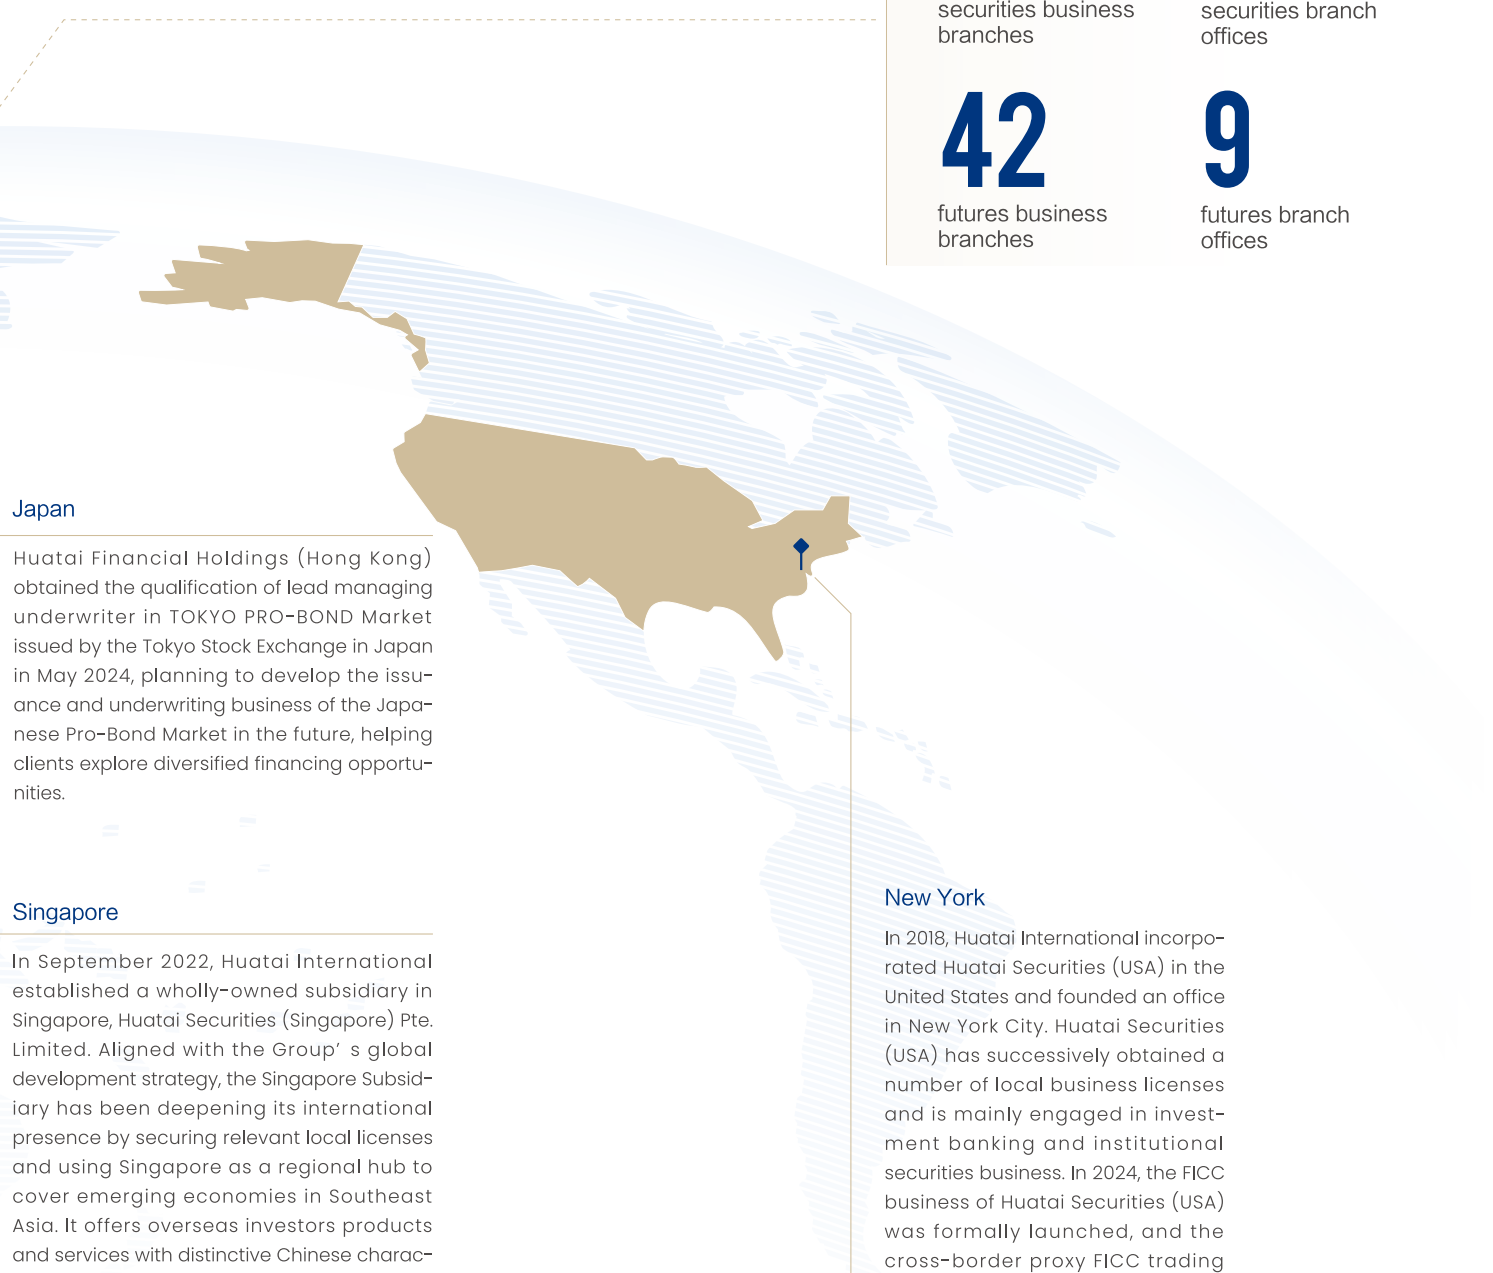 securities business
branches
securities branch
offices
42
futures business
branches
9
futures branch
offices
Japan
Huatai Financial Holdings (Hong Kong)
obtained the qualification of lead managing
underwriter in TOKYO PRO-BOND Market
issued by the Tokyo Stock Exchange in Japan
in May 2024, planning to develop the issu-
ance and underwriting business of the Japa-
nese Pro-Bond Market in the future, helping
clients explore diversified financing opportu-
nities.
Singapore
In September 2022, Huatai International
established a wholly-owned subsidiary in
Singapore, Huatai Securities (Singapore) Pte.
Limited. Aligned with the Group’ s global
development strategy, the Singapore Subsid-
iary has been deepening its international
presence by securing relevant local licenses
and using Singapore as a regional hub to
cover emerging economies in Southeast
Asia. It offers overseas investors products
and services with distinctive Chinese charac-
New York
In 2018, Huatai International incorpo-
rated Huatai Securities (USA) in the
United States and founded an office
in New York City. Huatai Securities
(USA) has successively obtained a
number of local business licenses
and is mainly engaged in invest-
ment banking and institutional
securities business. In 2024, the FICC
business of Huatai Securities (USA)
was formally launched, and the
cross-border proxy FICC trading